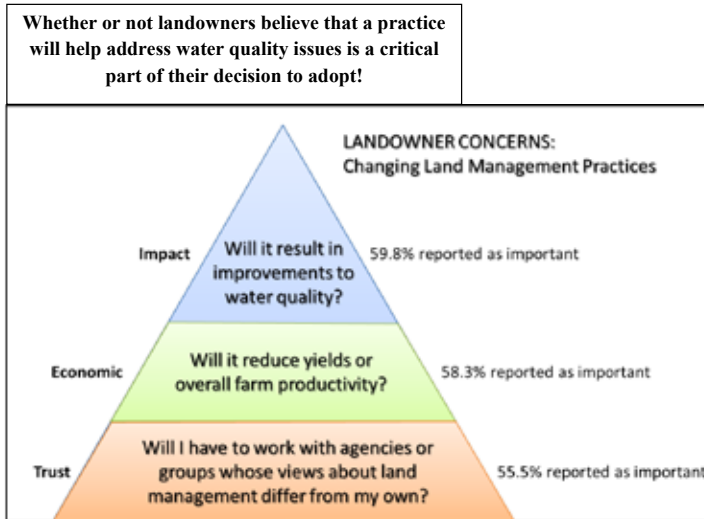 Whether or not landowners believe that a practice
will help address water quality issues is a critical
part of their decision to adopt!
LANDOWNER CONCERNS:
Changing Land Management Practices
Impact
Will it result in
improvements to
water quality?
59.8% reported as important
Economic
Will it reduce yields or
overall farm productivity?
58.3% reported as important
Trust
Will I have to work with agencies or
groups whose views about land
management differ from my own?
55.5% reported as important